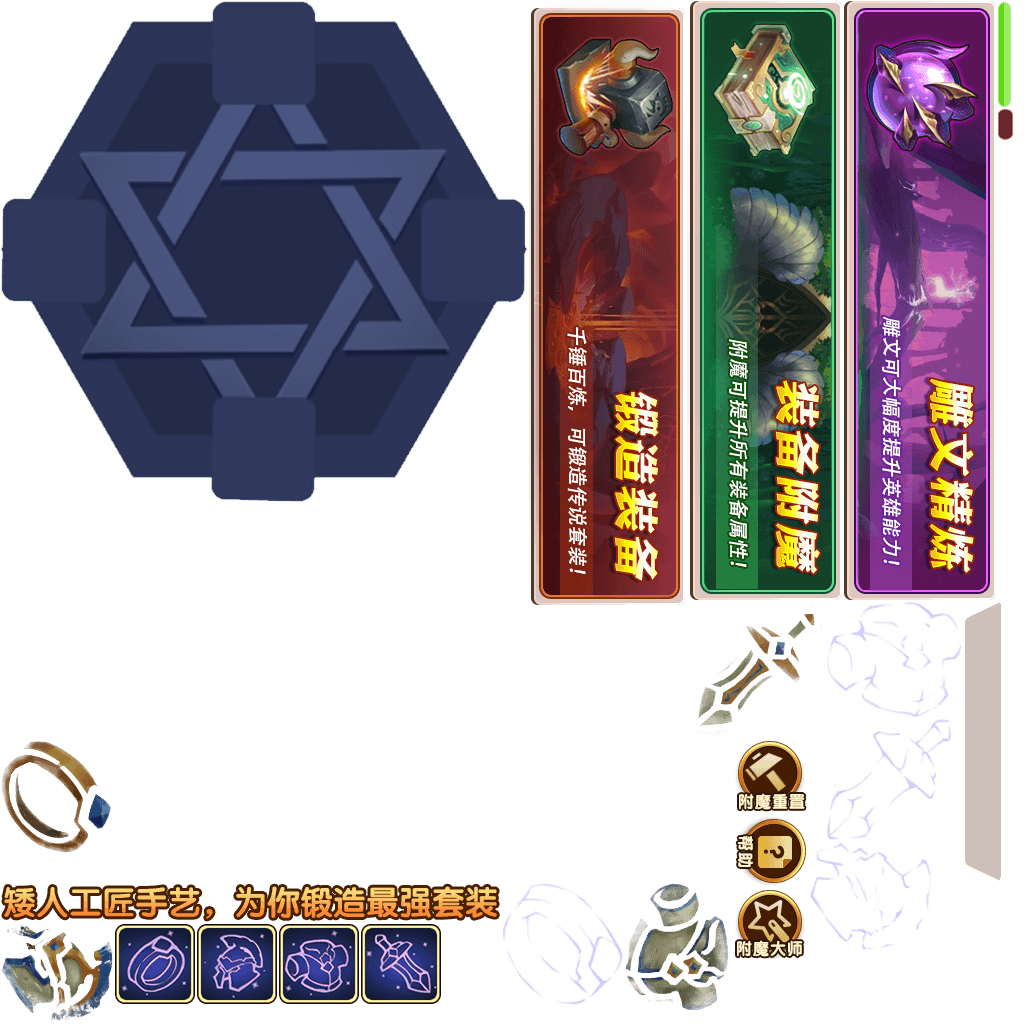 锻造装备
千锤百炼，可锻造传说套装！
装备附魔
附魔可提升所有装备属性！
雕文精炼
雕文可大幅度提升英雄能力！
附魔重置
帮助
附魔大师
矮人工匠手艺，为你锻造最强套装